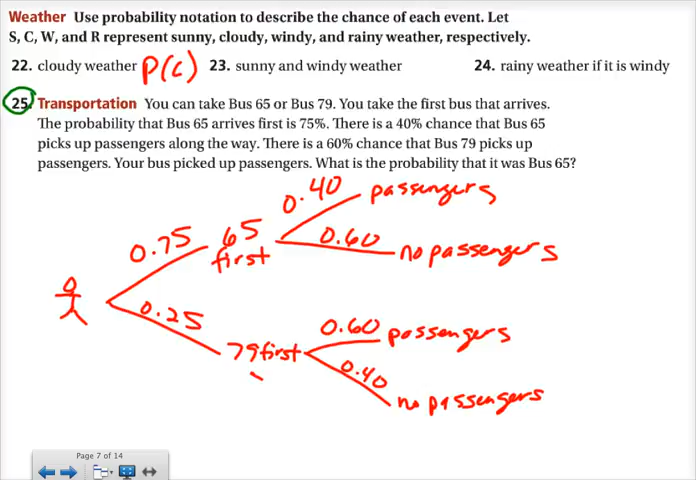 Weather Use probability notation to describe the chance of each event. Let
S, C, W, and R represent sunny, cloudy, windy, and rainy weather, respectively.
22. cloudy weather P(C) 23. sunny and windy weather 24. rainy weather if it is windy
25. Transportation You can take Bus 65 or Bus 79. You take the first bus that arrives.
The probability that Bus 65 arrives first is 75%. There is a 40% chance that Bus 65
picks up passengers along the way. There is a 60% chance that Bus 79 picks up
passengers. Your bus picked up passengers. What is the probability that it was Bus 65?
0.40 passengers
0.75 65
first
0.60 no passengers
0.25
79 first
0.60 passengers
0.40
no passengers
Page 7 of 14